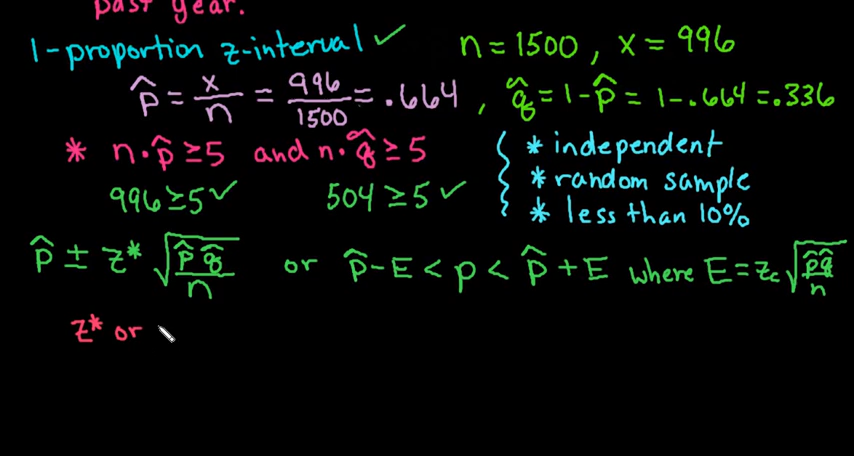 past year.
1-proportion z-interval ✓ n = 1500 , x = 996
p̂ = x/n = 996/1500 = .664 , q̂ = 1 - p̂ = 1 - .664 = .336
* n·p̂ ≥ 5 and n·q̂ ≥ 5
996 ≥ 5 ✓ 504 ≥ 5 ✓
* independent
* random sample
* less than 10%
p̂ ± z* √(p̂ q̂ / n) or p̂ - E < p < p̂ + E where E = z꜀ √(p̂ q̂ / n)
z* or